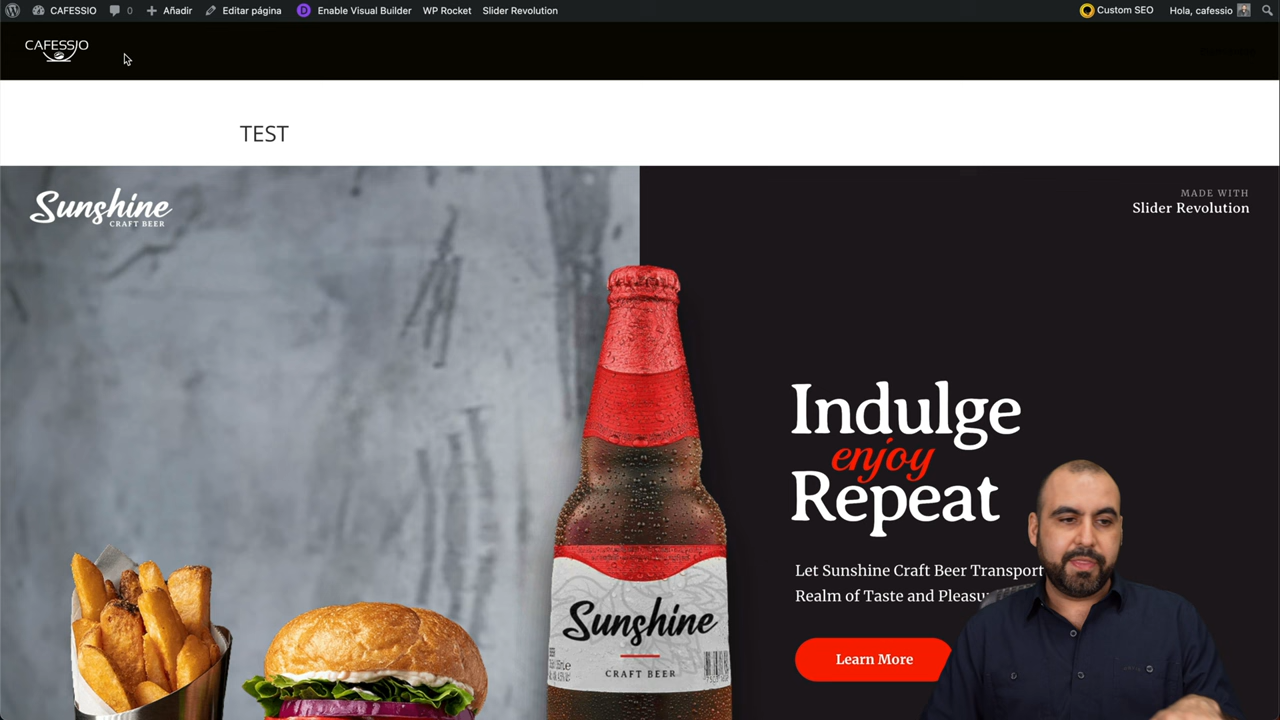 CAFESSIO
0
Añadir
Editar página
D
Enable Visual Builder
WP Rocket
Slider Revolution
Custom SEO
Hola, cafessio
CAFESSIO
TEST
Sunshine
CRAFT BEER
MADE WITH
Slider Revolution
Indulge
enjoy
Repeat
Let Sunshine Craft Beer Transport
Realm of Taste and
Learn More
Sunshine
CRAFT BEER